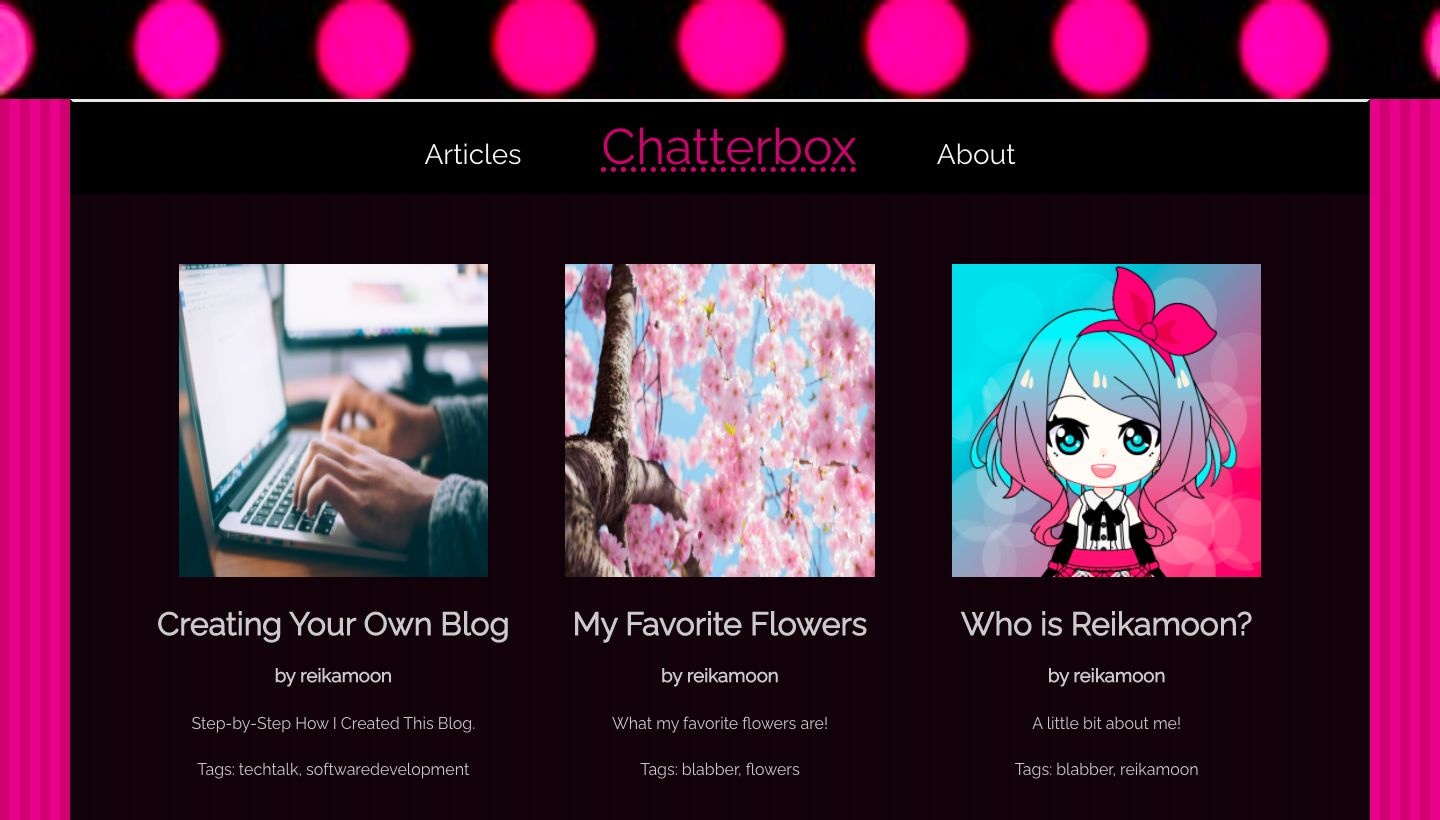 Articles
Chatterbox
About
Creating Your Own Blog
by reikamoon
Step-by-Step How I Created This Blog.
Tags: techtalk, softwaredevelopment
My Favorite Flowers
by reikamoon
What my favorite flowers are!
Tags: blabber, flowers
Who is Reikamoon?
by reikamoon
A little bit about me!
Tags: blabber, reikamoon